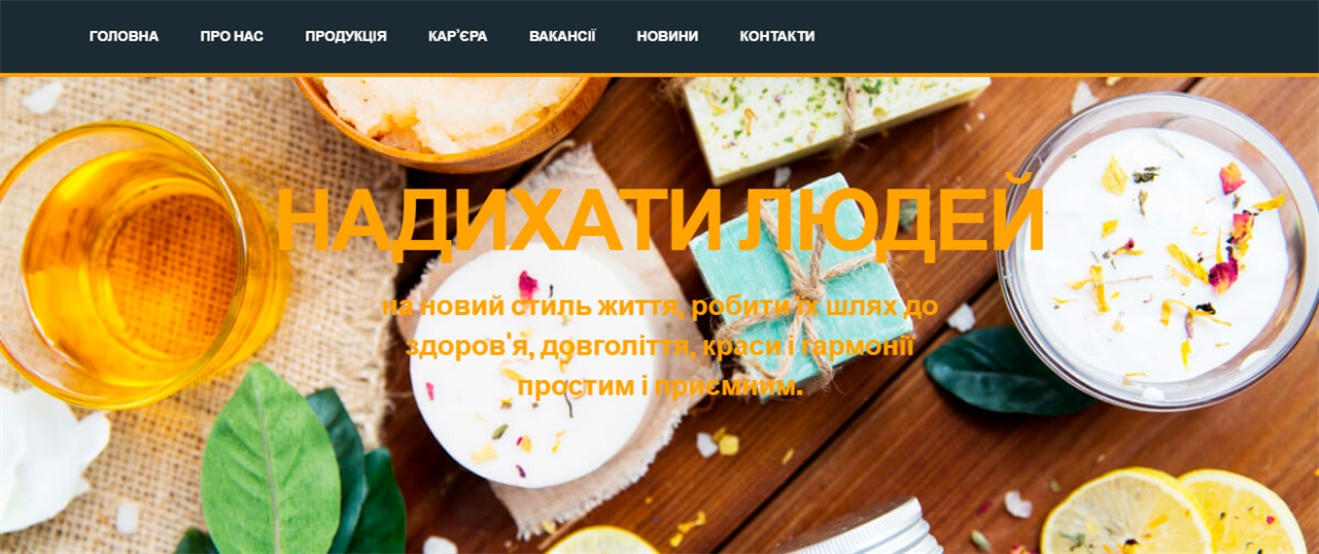 ГОЛОВНА ПРО НАС ПРОДУКЦІЯ КАР'ЄРА ВАКАНСІЇ НОВИНИ КОНТАКТИ
НАДИХАТИ ЛЮДЕЙ
на новий стиль життя, робити їх шлях до
здоров'я, довголіття, краси і гармонії
простим і приємним.